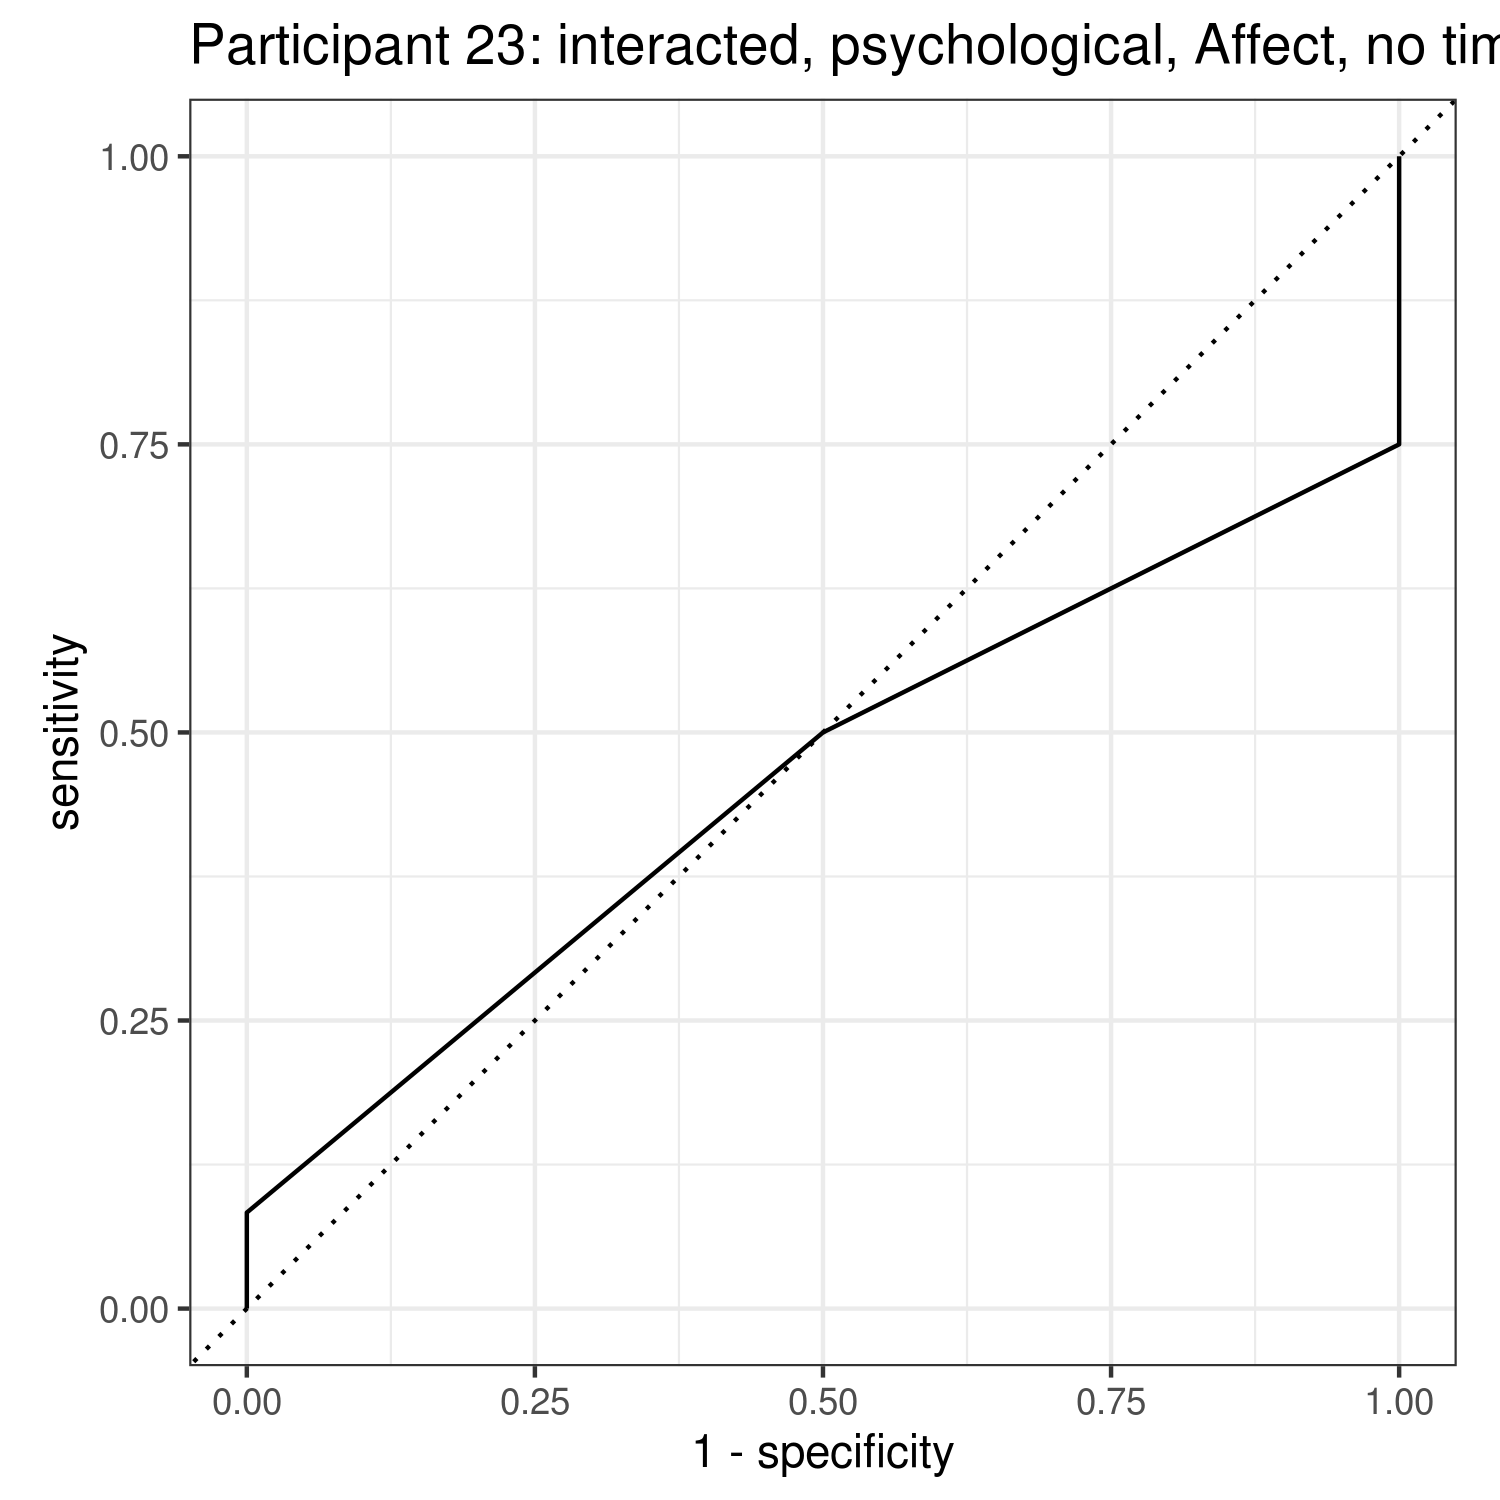 Participant 23: interacted, psychological, Affect, no tim
1.00
0.75
0.50
0.25
0.00
sensitivity
0.00 0.25 0.50 0.75 1.00
1 - specificity